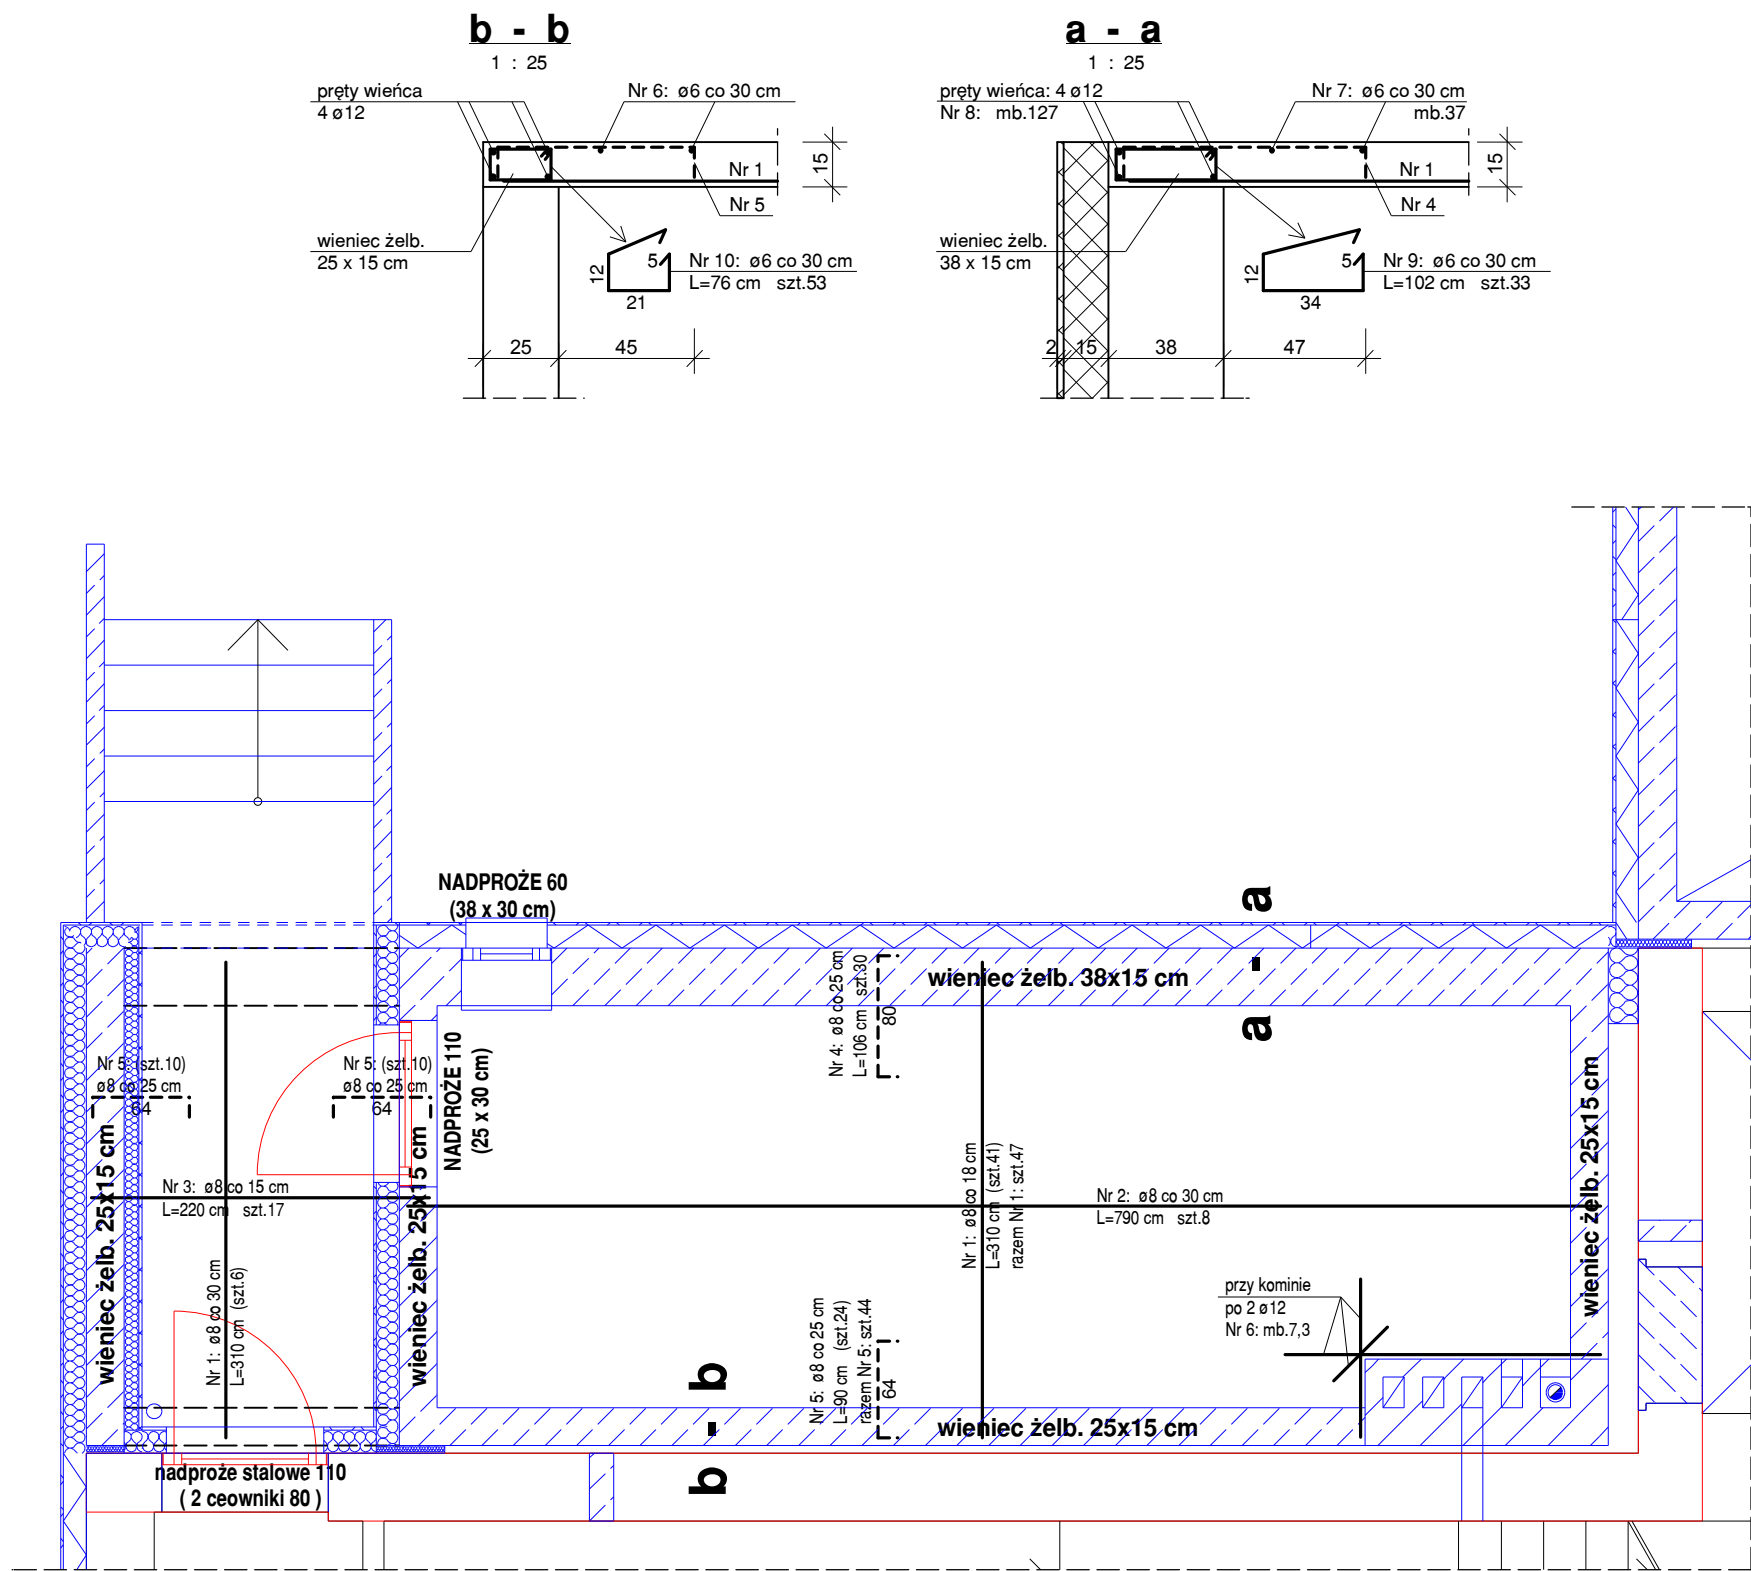 b - b
1 : 25
pręty wieńca
4 ø12
Nr 6: ø6 co 30 cm
Nr 1
Nr 5
15
wieniec żelb.
25 x 15 cm
12
5
21
Nr 10: ø6 co 30 cm
L=76 cm szt.53
25
45
a - a
1 : 25
pręty wieńca: 4 ø12
Nr 8: mb.127
Nr 7: ø6 co 30 cm
mb.37
Nr 1
Nr 4
15
wieniec żelb.
38 x 15 cm
12
5
34
Nr 9: ø6 co 30 cm
L=102 cm szt.33
2
15
38
47
NADPROŻE 60
(38 x 30 cm)
a - a
wieniec żelb. 38x15 cm
Nr 4: ø8 co 25 cm
L=106 cm szt.30
80
Nr 5: (szt.10)
ø8 co 25 cm
64
Nr 5: (szt.10)
ø8 co 25 cm
64
NADPROŻE 110
(25 x 30 cm)
wieniec żelb. 25x15 cm
wieniec żelb. 25x15 cm
wieniec żelb. 25x15 cm
Nr 3: ø8 co 15 cm
L=220 cm szt.17
Nr 1: ø8 co 18 cm
L=310 cm (szt.41)
razem Nr 1: szt.47
Nr 2: ø8 co 30 cm
L=790 cm szt.8
Nr 1: ø8 co 30 cm
L=310 cm (szt.6)
przy kominie
po 2 ø12
Nr 6: mb.7,3
Nr 5: ø8 co 25 cm
L=90 cm (szt.24)
razem Nr 5: szt.44
64
b - b
wieniec żelb. 25x15 cm
nadproże stalowe 110
( 2 ceowniki 80 )